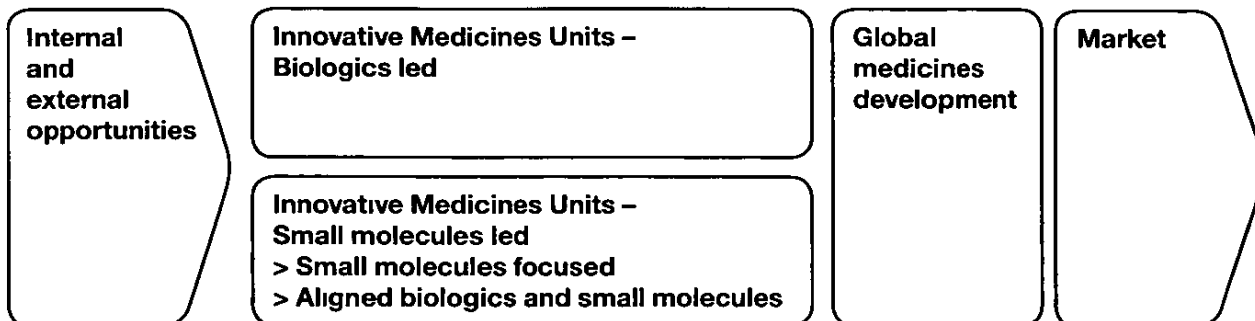 Internal
and
external
opportunities
Innovative Medicines Units –
Biologics led
Innovative Medicines Units –
Small molecules led
> Small molecules focused
> Aligned biologics and small molecules
Global
medicines
development
Market